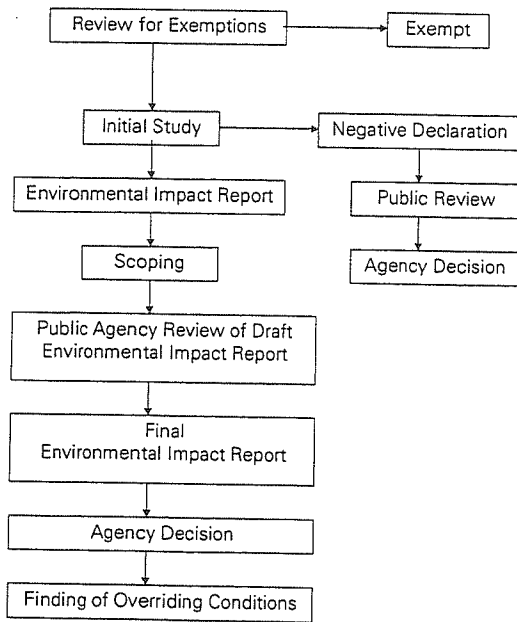 Review for Exemptions
Exempt
Initial Study
Negative Declaration
Environmental Impact Report
Public Review
Scoping
Agency Decision
Public Agency Review of Draft
Environmental Impact Report
Final
Environmental Impact Report
Agency Decision
Finding of Overriding Conditions